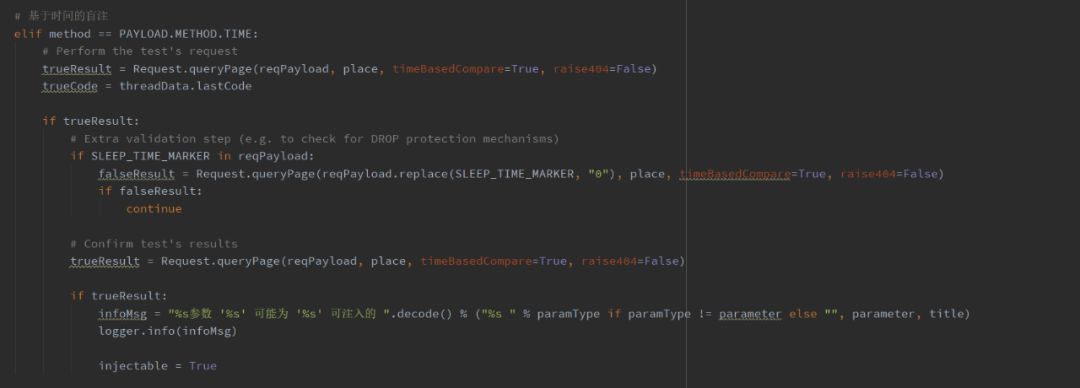 # 基于时间的盲注
elif method == PAYLOAD.METHOD.TIME:
# Perform the test's request
trueResult = Request.queryPage(reqPayload, place, timeBasedCompare=True, raise404=False)
trueCode = threadData.lastCode
if trueResult:
# Extra validation step (e.g. to check for DROP protection mechanisms)
if SLEEP_TIME_MARKER in reqPayload:
falseResult = Request.queryPage(reqPayload.replace(SLEEP_TIME_MARKER, "0"), place, timeBasedCompare=True, raise404=False)
if falseResult:
continue
# Confirm test's results
trueResult = Request.queryPage(reqPayload, place, timeBasedCompare=True, raise404=False)
if trueResult:
infoMsg = "%s参数 '%s' 可能为 '%s' 可注入的 ".decode() % ("%s " % paramType if paramType != parameter else "", parameter, title)
logger.info(infoMsg)
injectable = True